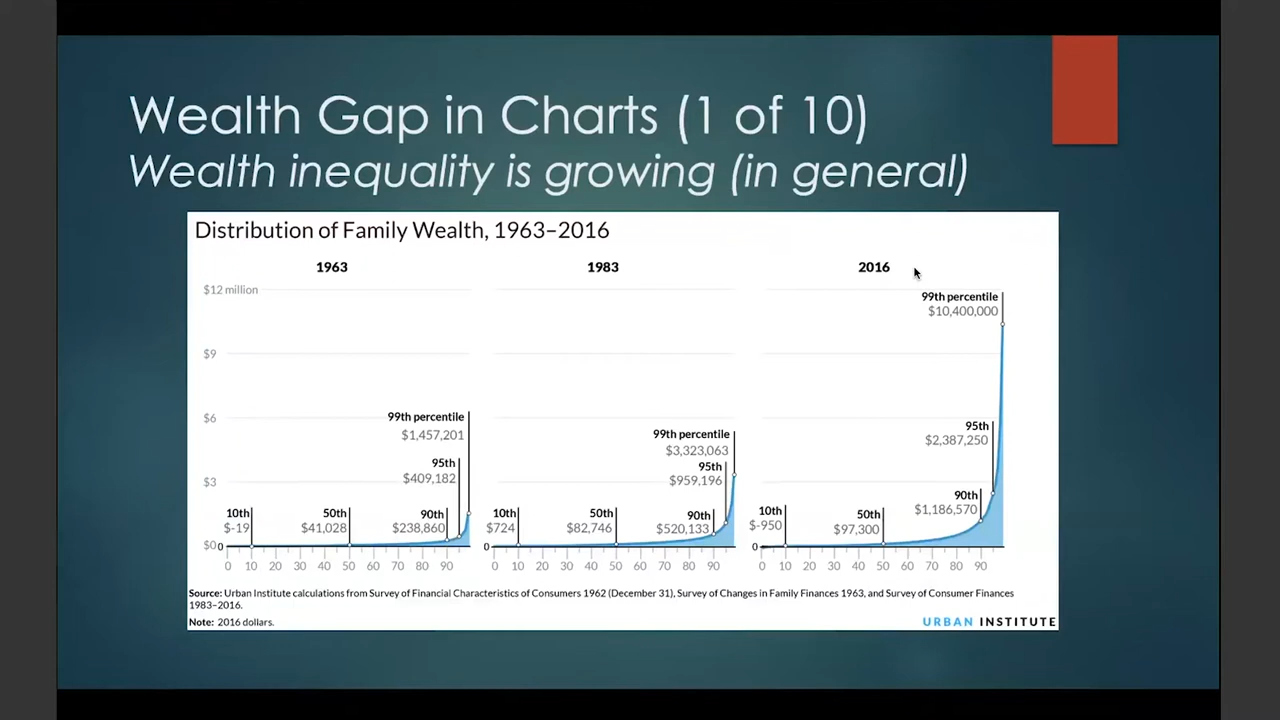 Wealth Gap in Charts (1 of 10)
Wealth inequality is growing (in general)
Distribution of Family Wealth, 1963–2016
1963
1983
2016
$12 million
$9
$6
$3
$0
99th percentile
$1,457,201
95th
$409,182
10th
$-19
50th
$41,028
90th
$238,860
0
0 10 20 30 40 50 60 70 80 90
99th percentile
$3,323,063
95th
$959,196
10th
$724
50th
$82,746
90th
$520,133
0
0 10 20 30 40 50 60 70 80 90
99th percentile
$10,400,000
95th
$2,387,250
90th
$1,186,570
10th
$-950
50th
$97,300
0
0 10 20 30 40 50 60 70 80 90
Source: Urban Institute calculations from Survey of Financial Characteristics of Consumers 1962 (December 31), Survey of Changes in Family Finances 1963, and Survey of Consumer Finances
1983–2016.
Note: 2016 dollars.
URBAN INSTITUTE